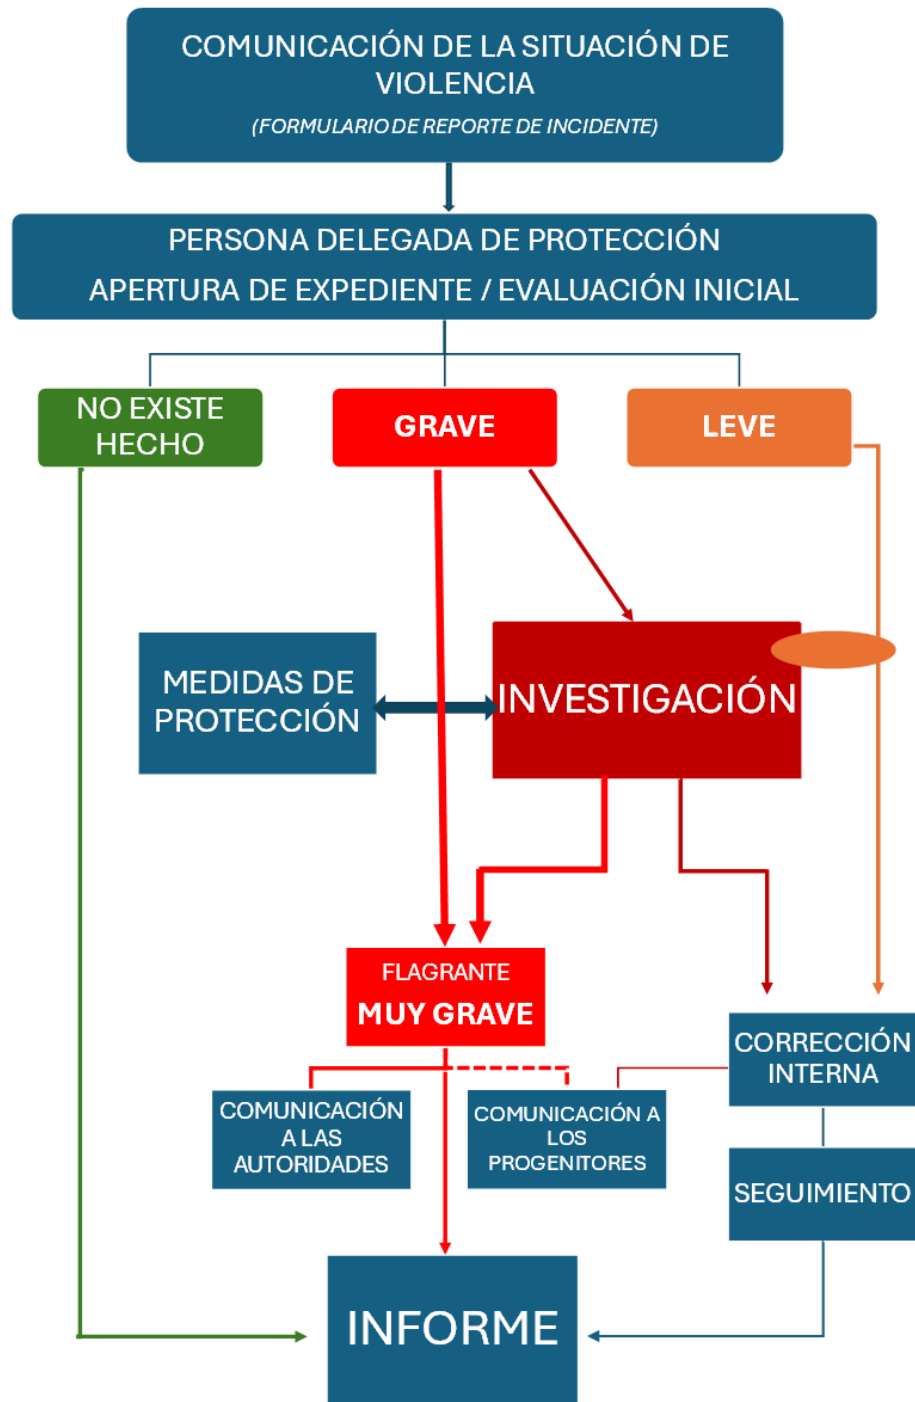 COMUNICACIÓN DE LA SITUACIÓN DE
VIOLENCIA
(FORMULARIO DE REPORTE DE INCIDENTE)
PERSONA DELEGADA DE PROTECCIÓN
APERTURA DE EXPEDIENTE / EVALUACIÓN INICIAL
NO EXISTE
HECHO
GRAVE
LEVE
MEDIDAS DE
PROTECCIÓN
INVESTIGACIÓN
FLAGRANTE
MUY GRAVE
CORRECCIÓN
INTERNA
COMUNICACIÓN
A LAS
AUTORIDADES
COMUNICACIÓN A
LOS
PROGENITORES
SEGUIMIENTO
INFORME